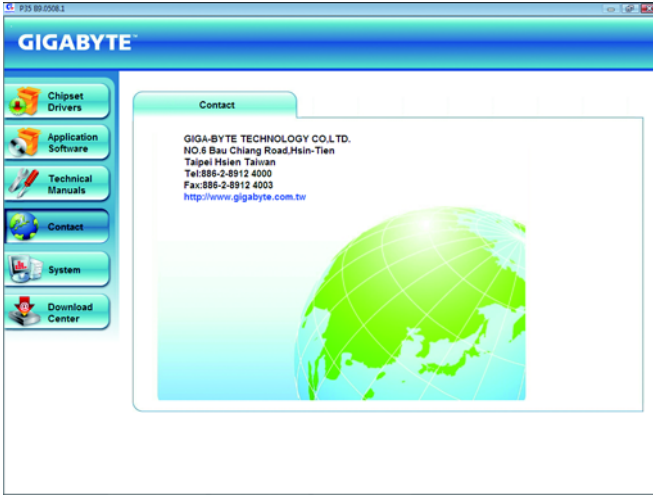 P35 B9.0508.1
GIGABYTE™
Chipset
Drivers
Application
Software
Technical
Manuals
Contact
System
Download
Center
Contact
GIGA-BYTE TECHNOLOGY CO,LTD.
NO.6 Bau Chiang Road,Hsin-Tien
Taipei Hsien Taiwan
Tel:886-2-8912 4000
Fax:886-2-8912 4003
http://www.gigabyte.com.tw